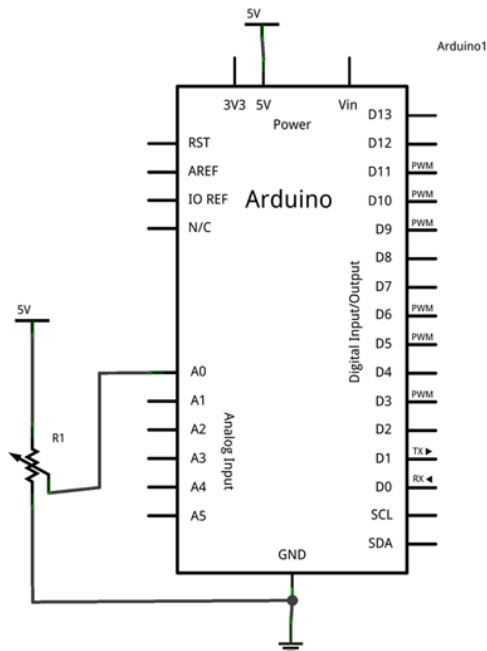 5V
Arduino1
3V3 5V Vin
Power
D13
RST
D12
AREF
D11 PWM
IO REF
Arduino
D10 PWM
N/C
D9 PWM
D8
D7
Digital Input/Output
D6 PWM
D5 PWM
5V
A0
D4
A1
D3 PWM
A2
D2
R1
A3
Analog Input
D1 TX
A4
D0 RX
A5
SCL
SDA
GND